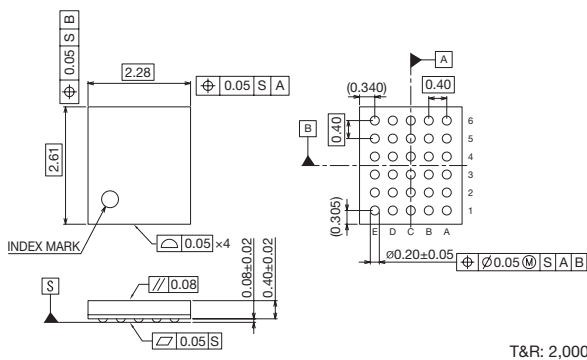 ⌖ 0.05 S B
2.28
⌖ 0.05 S A
2.61
INDEX MARK
⌓ 0.05 ×4
S
// 0.08
0.08±0.02
0.40±0.02
⏥ 0.05 S
A
(0.340)
0.40
0.40
B
6
5
4
3
2
1
(0.305)
E D C B A
ø0.20±0.05
⌖ Ø0.05 Ⓜ S A B
T&R: 2,000